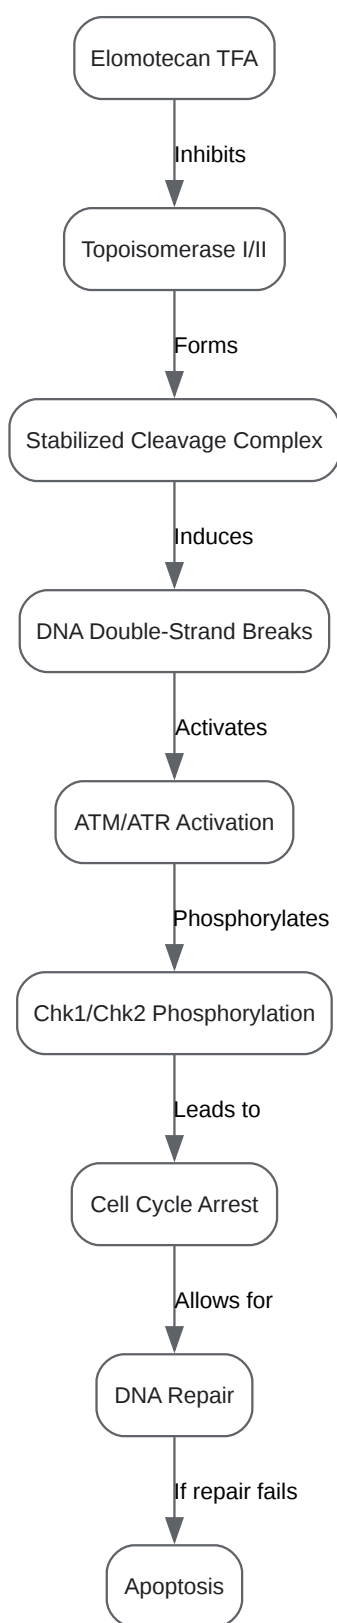 Elomotecan TFA
Inhibits
Topoisomerase I/II
Forms
Stabilized Cleavage Complex
Induces
DNA Double-Strand Breaks
Activates
ATM/ATR Activation
Phosphorylates
Chk1/Chk2 Phosphorylation
Leads to
Cell Cycle Arrest
Allows for
DNA Repair
If repair fails
Apoptosis